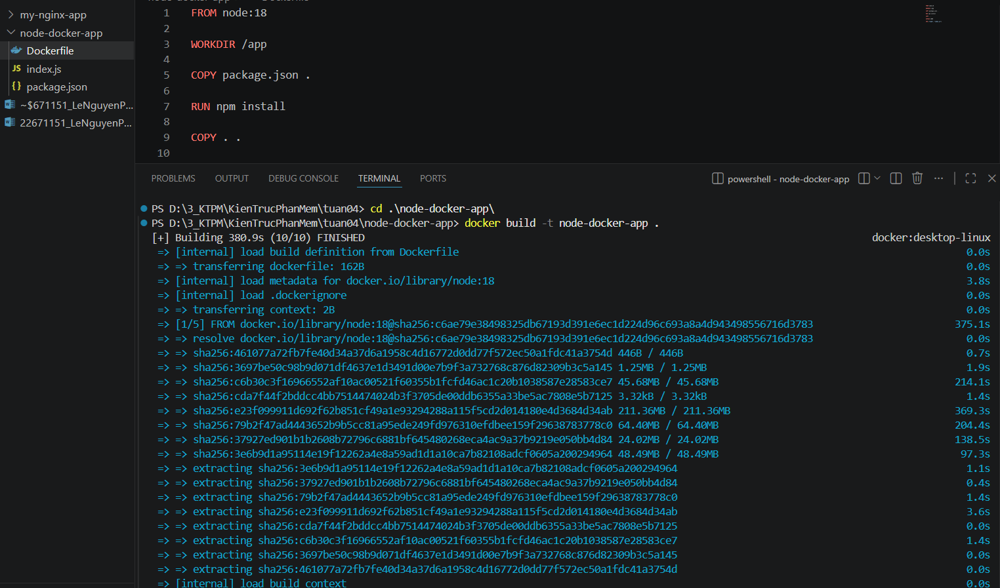 my-nginx-app
node-docker-app
Dockerfile
JS index.js
{} package.json
~$671151_LeNguyenP...
22671151_LeNguyenP...
1 FROM node:18
2
3 WORKDIR /app
4
5 COPY package.json .
6
7 RUN npm install
8
9 COPY . .
10
PROBLEMS OUTPUT DEBUG CONSOLE TERMINAL PORTS powershell - node-docker-app
PS D:\3_KTPM\KienTrucPhanMem\tuan04> cd .\node-docker-app\
PS D:\3_KTPM\KienTrucPhanMem\tuan04\node-docker-app> docker build -t node-docker-app .
[+] Building 380.9s (10/10) FINISHED docker:desktop-linux
=> [internal] load build definition from Dockerfile 0.0s
=> => transferring dockerfile: 162B 0.0s
=> [internal] load metadata for docker.io/library/node:18 3.8s
=> [internal] load .dockerignore 0.0s
=> => transferring context: 2B 0.0s
=> [1/5] FROM docker.io/library/node:18@sha256:c6ae79e38498325db67193d391e6ec1d224d96c693a8a4d943498556716d3783 375.1s
=> => resolve docker.io/library/node:18@sha256:c6ae79e38498325db67193d391e6ec1d224d96c693a8a4d943498556716d3783 0.0s
=> => sha256:461077a72fb7fe40d34a37d6a1958c4d16772d0dd77f572ec50a1fdc41a3754d 446B / 446B 0.7s
=> => sha256:3697be50c98b9d071df4637e1d3491d00e7b9f3a732768c876d82309b3c5a145 1.25MB / 1.25MB 1.9s
=> => sha256:c6b30c3f16966552af10ac00521f60355b1fcfd46ac1c20b1038587e28583ce7 45.68MB / 45.68MB 214.1s
=> => sha256:cda7f44f2bddcc4bb7514474024b3f3705de00ddb6355a33be5ac7808e5b7125 3.32kB / 3.32kB 1.4s
=> => sha256:e23f099911d692f62b851cf49a1e93294288a115f5cd2d014180e4d3684d34ab 211.36MB / 211.36MB 369.3s
=> => sha256:79b2f47ad4443652b9b5cc81a95ede249fd976310efdbee159f29638783778c0 64.40MB / 64.40MB 204.4s
=> => sha256:37927ed901b1b2608b72796c6881bf645480268eca4ac9a37b9219e050bb4d84 24.02MB / 24.02MB 138.5s
=> => sha256:3e6b9d1a95114e19f12262a4e8a59ad1d1a10ca7b82108adcf0605a200294964 48.49MB / 48.49MB 97.3s
=> => extracting sha256:3e6b9d1a95114e19f12262a4e8a59ad1d1a10ca7b82108adcf0605a200294964 1.1s
=> => extracting sha256:37927ed901b1b2608b72796c6881bf645480268eca4ac9a37b9219e050bb4d84 0.4s
=> => extracting sha256:79b2f47ad4443652b9b5cc81a95ede249fd976310efdbee159f29638783778c0 1.4s
=> => extracting sha256:e23f099911d692f62b851cf49a1e93294288a115f5cd2d014180e4d3684d34ab 3.6s
=> => extracting sha256:cda7f44f2bddcc4bb7514474024b3f3705de00ddb6355a33be5ac7808e5b7125 0.0s
=> => extracting sha256:c6b30c3f16966552af10ac00521f60355b1fcfd46ac1c20b1038587e28583ce7 1.4s
=> => extracting sha256:3697be50c98b9d071df4637e1d3491d00e7b9f3a732768c876d82309b3c5a145 0.0s
=> => extracting sha256:461077a72fb7fe40d34a37d6a1958c4d16772d0dd77f572ec50a1fdc41a3754d 0.0s
=> [internal] load build context 0.0s